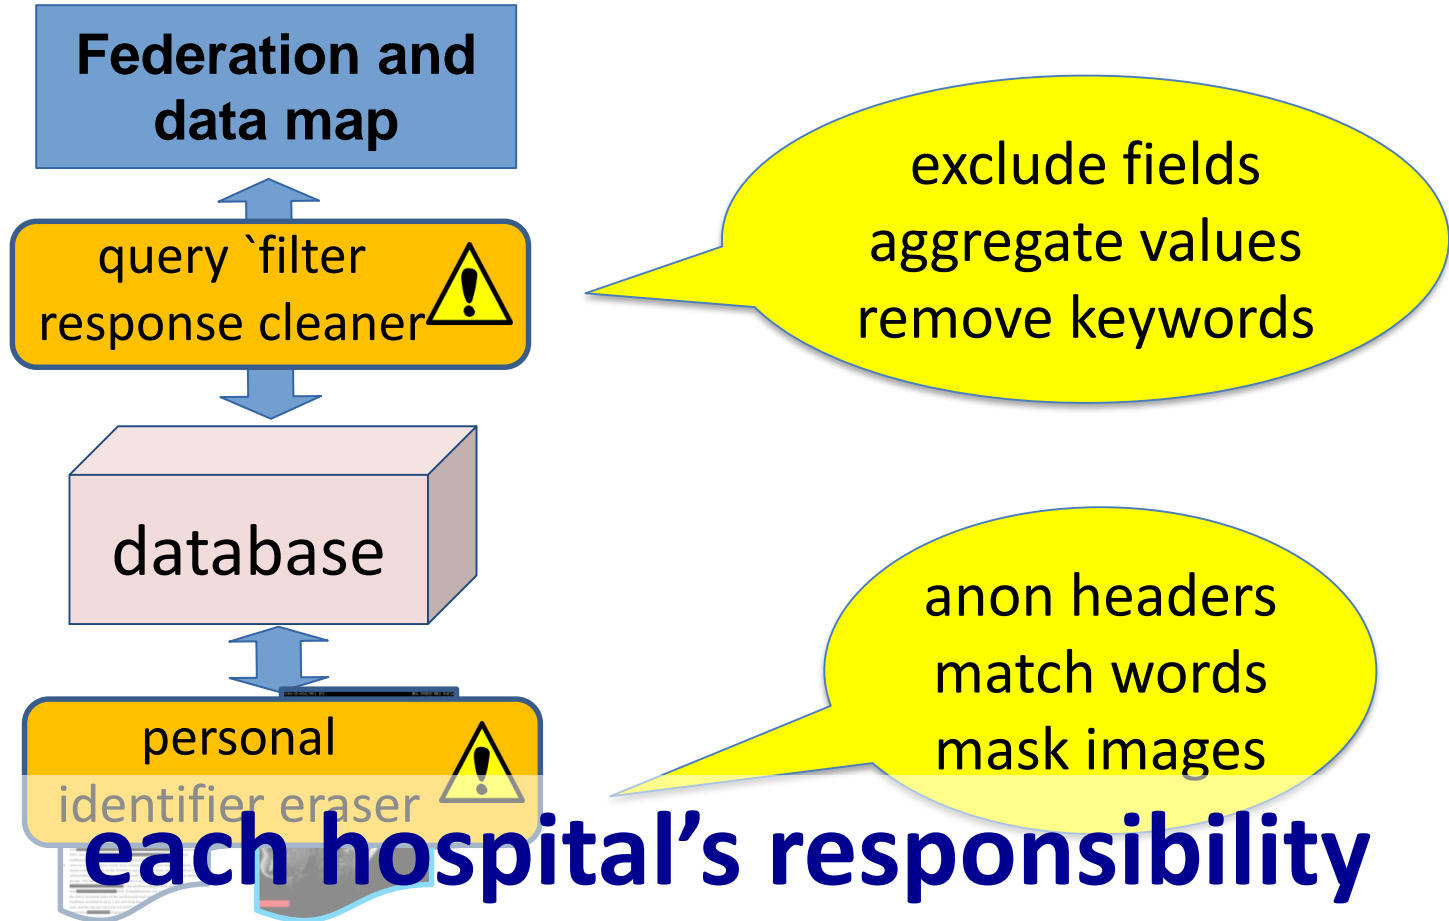 Federation and
data map
query `filter
response cleaner
exclude fields
aggregate values
remove keywords
database
anon headers
match words
mask images
personal
identifier eraser
each hospital’s responsibility